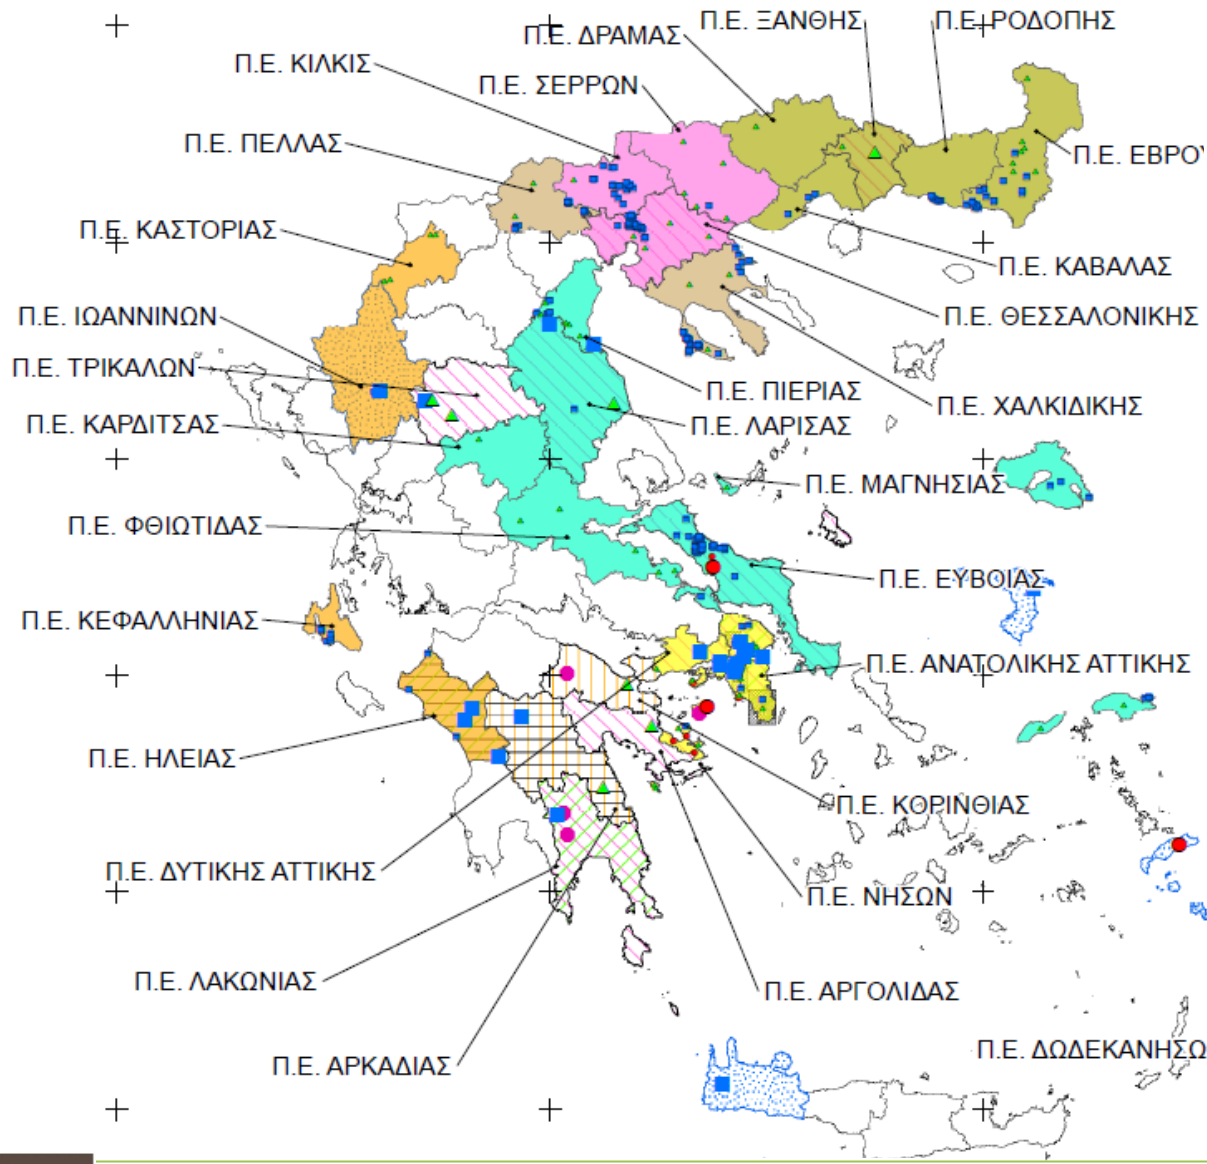 Π.Ε. ΞΑΝΘΗΣ
Π.Ε. ΡΟΔΟΠΗΣ
Π.Ε. ΔΡΑΜΑΣ
Π.Ε. ΚΙΛΚΙΣ
Π.Ε. ΣΕΡΡΩΝ
Π.Ε. ΠΕΛΛΑΣ
Π.Ε. ΕΒΡΟΥ
Π.Ε. ΚΑΣΤΟΡΙΑΣ
Π.Ε. ΚΑΒΑΛΑΣ
Π.Ε. ΙΩΑΝΝΙΝΩΝ
Π.Ε. ΘΕΣΣΑΛΟΝΙΚΗΣ
Π.Ε. ΤΡΙΚΑΛΩΝ
Π.Ε. ΠΙΕΡΙΑΣ
Π.Ε. ΧΑΛΚΙΔΙΚΗΣ
Π.Ε. ΚΑΡΔΙΤΣΑΣ
Π.Ε. ΛΑΡΙΣΑΣ
Π.Ε. ΜΑΓΝΗΣΙΑΣ
Π.Ε. ΦΘΙΩΤΙΔΑΣ
Π.Ε. ΕΥΒΟΙΑΣ
Π.Ε. ΚΕΦΑΛΛΗΝΙΑΣ
Π.Ε. ΑΝΑΤΟΛΙΚΗΣ ΑΤΤΙΚΗΣ
Π.Ε. ΗΛΕΙΑΣ
Π.Ε. ΚΟΡΙΝΘΙΑΣ
Π.Ε. ΔΥΤΙΚΗΣ ΑΤΤΙΚΗΣ
Π.Ε. ΝΗΣΩΝ
Π.Ε. ΛΑΚΩΝΙΑΣ
Π.Ε. ΑΡΓΟΛΙΔΑΣ
Π.Ε. ΑΡΚΑΔΙΑΣ
Π.Ε. ΔΩΔΕΚΑΝΗΣΩ